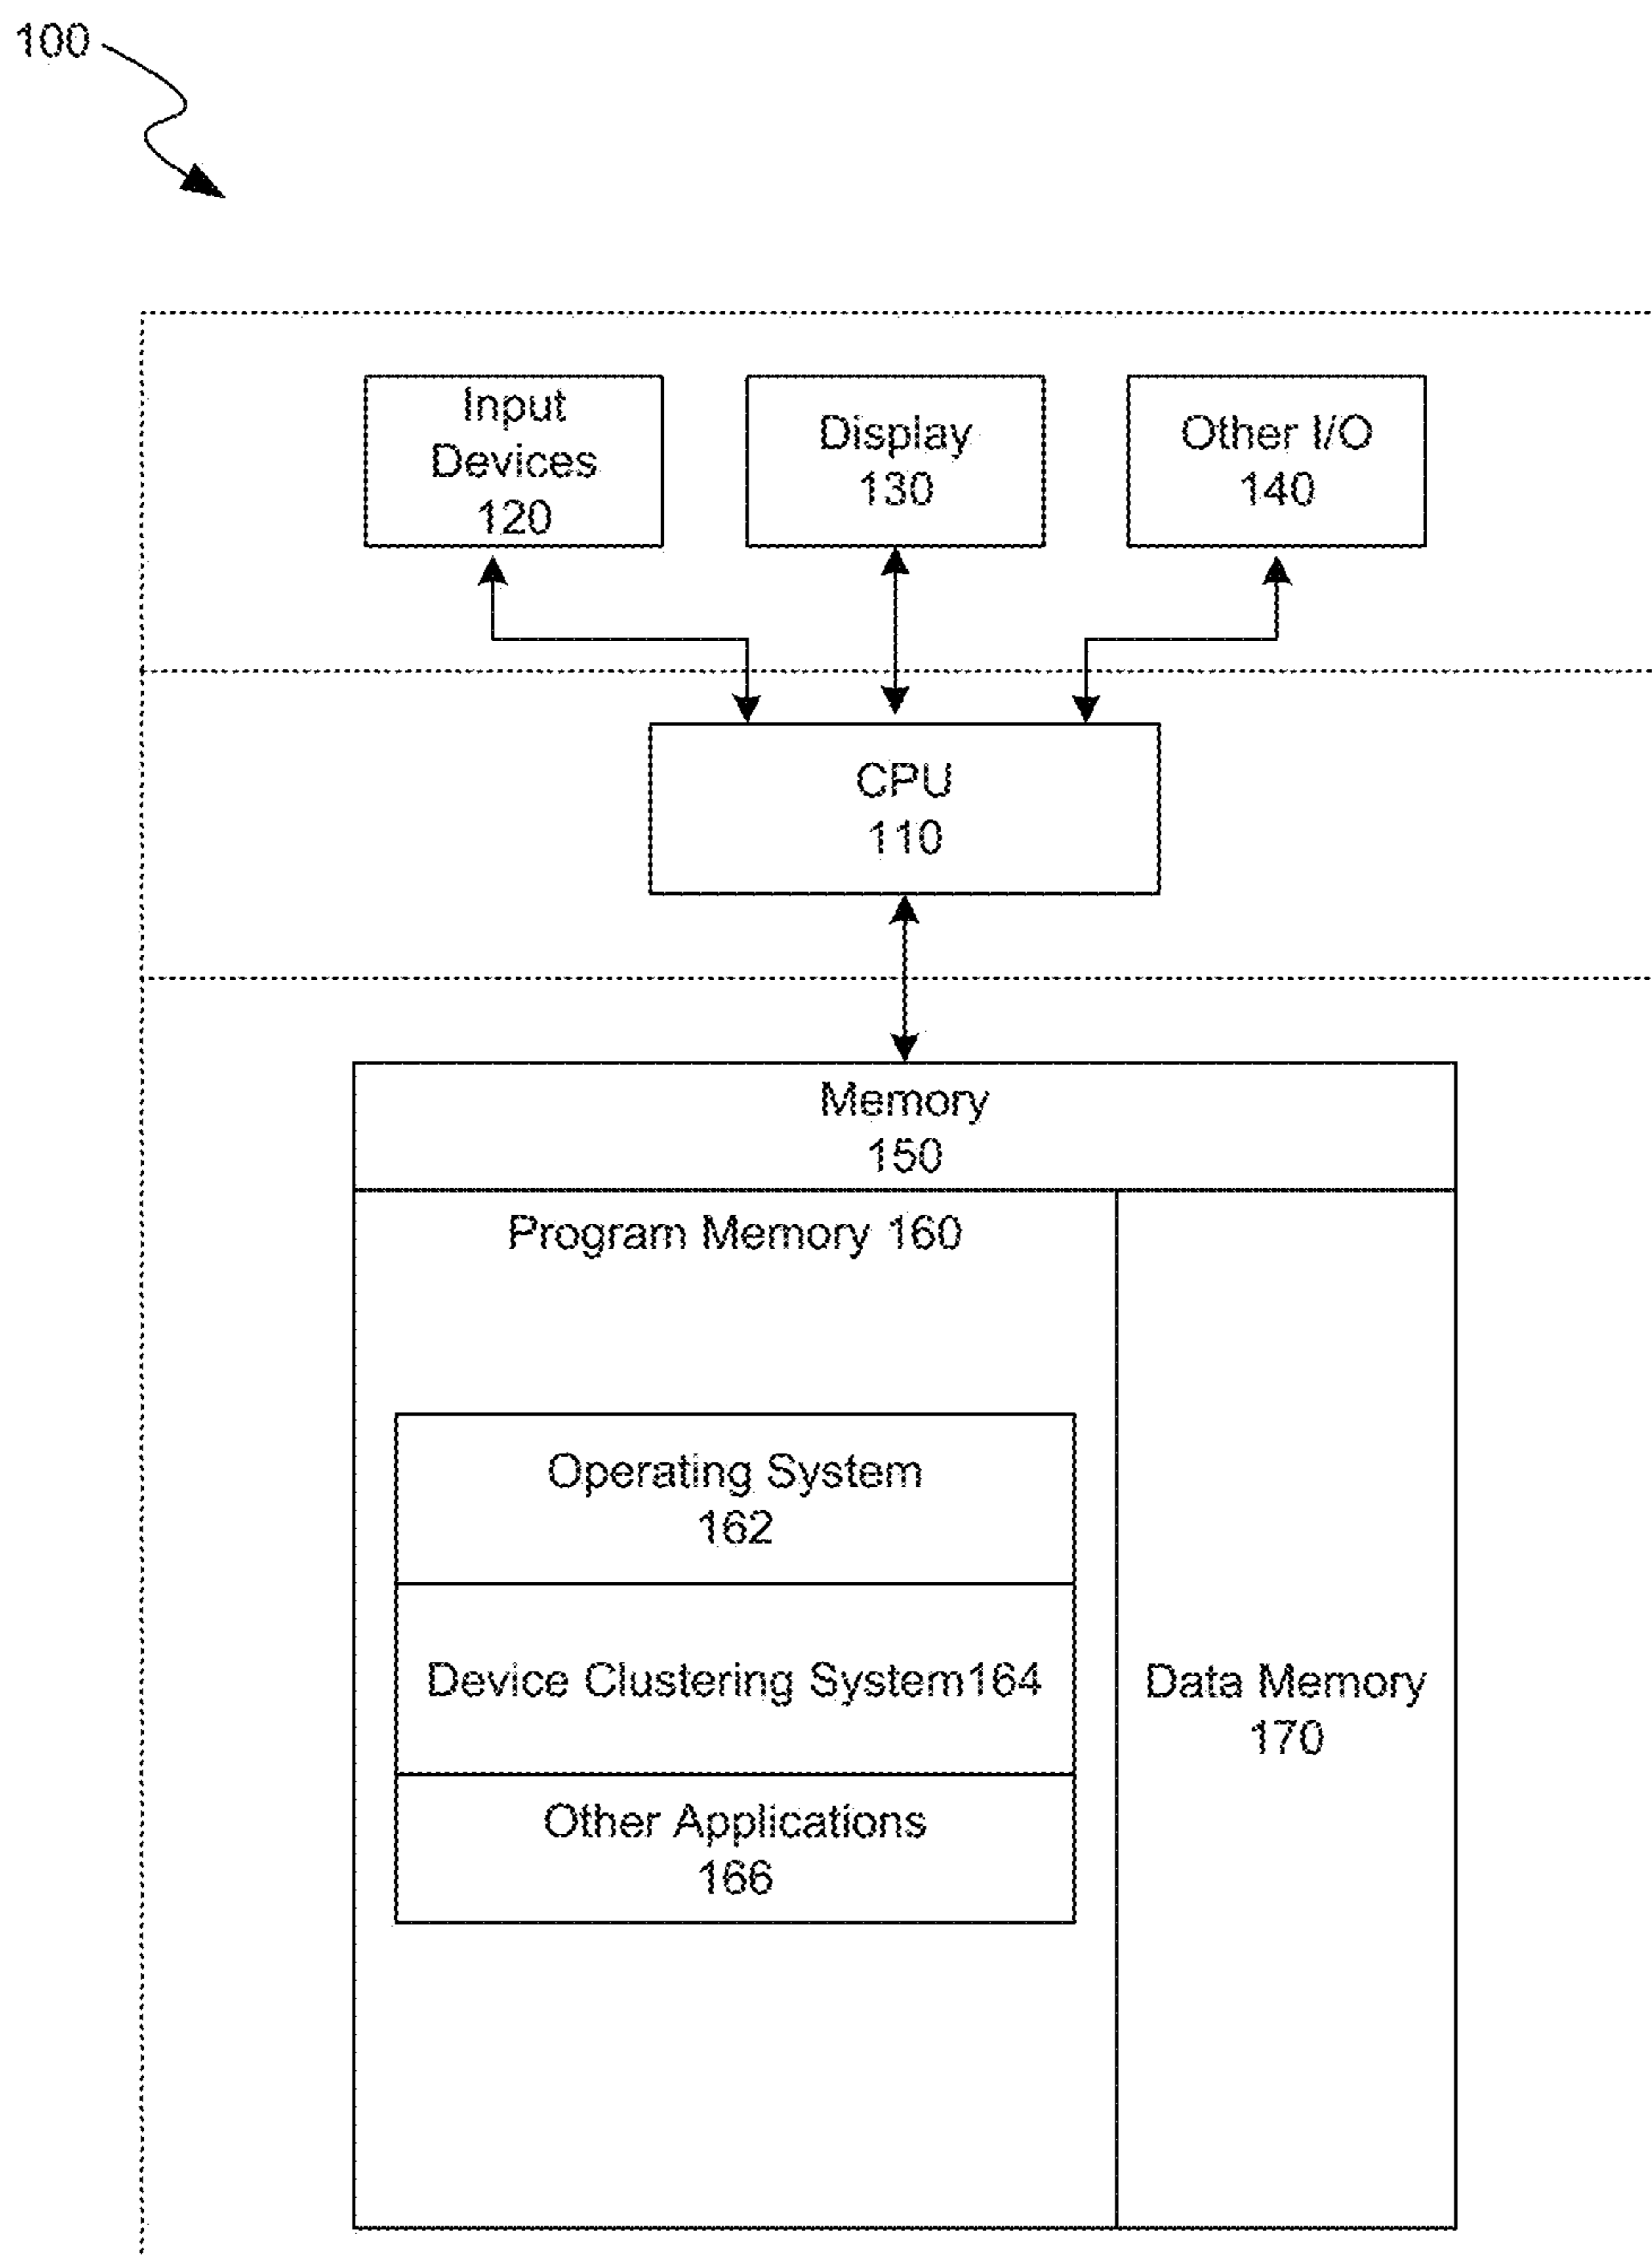 100
Input
Devices
120
Display
130
Other I/O
140
CPU
110
Memory
150
Program Memory 160
Operating System
162
Device Clustering System164
Other Applications
166
Data Memory
170